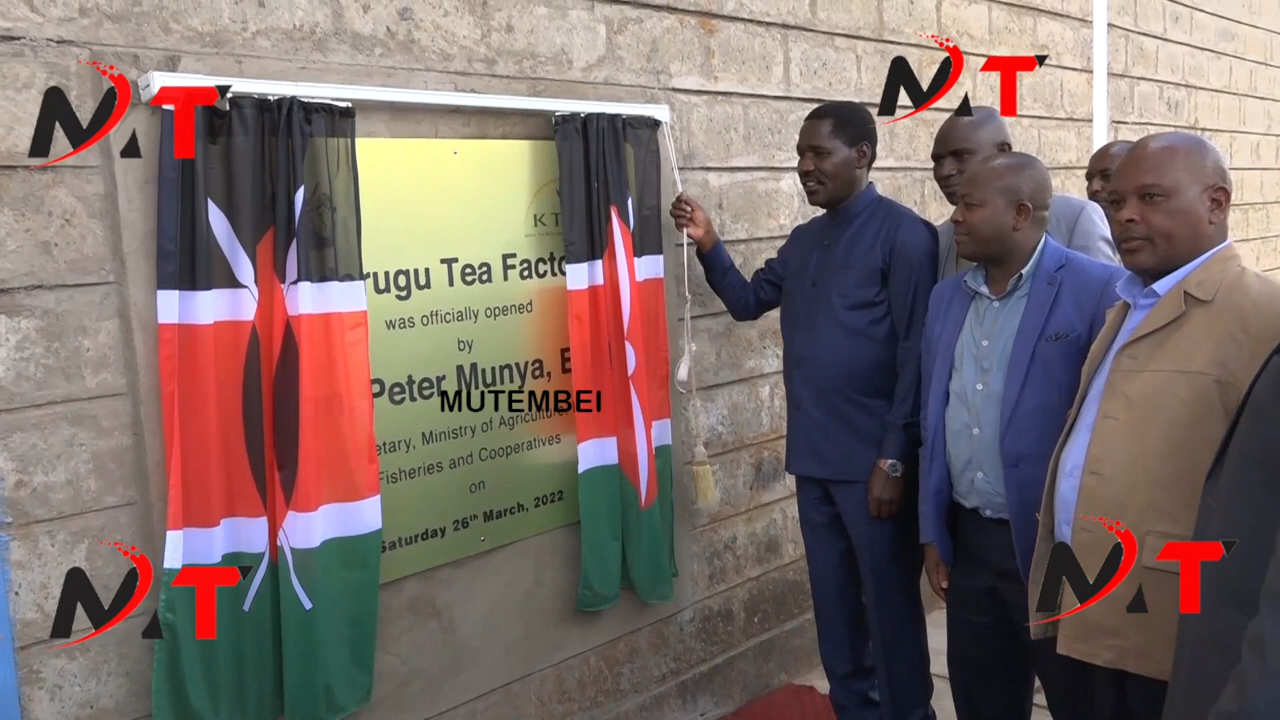 MT
MT
KT
rugu Tea Facto
was officially opened
by
Peter Munya, E
MUTEMBEI
etary, Ministry of Agriculture,
Fisheries and Cooperatives
on
Saturday 26th March, 2022
MT
MT